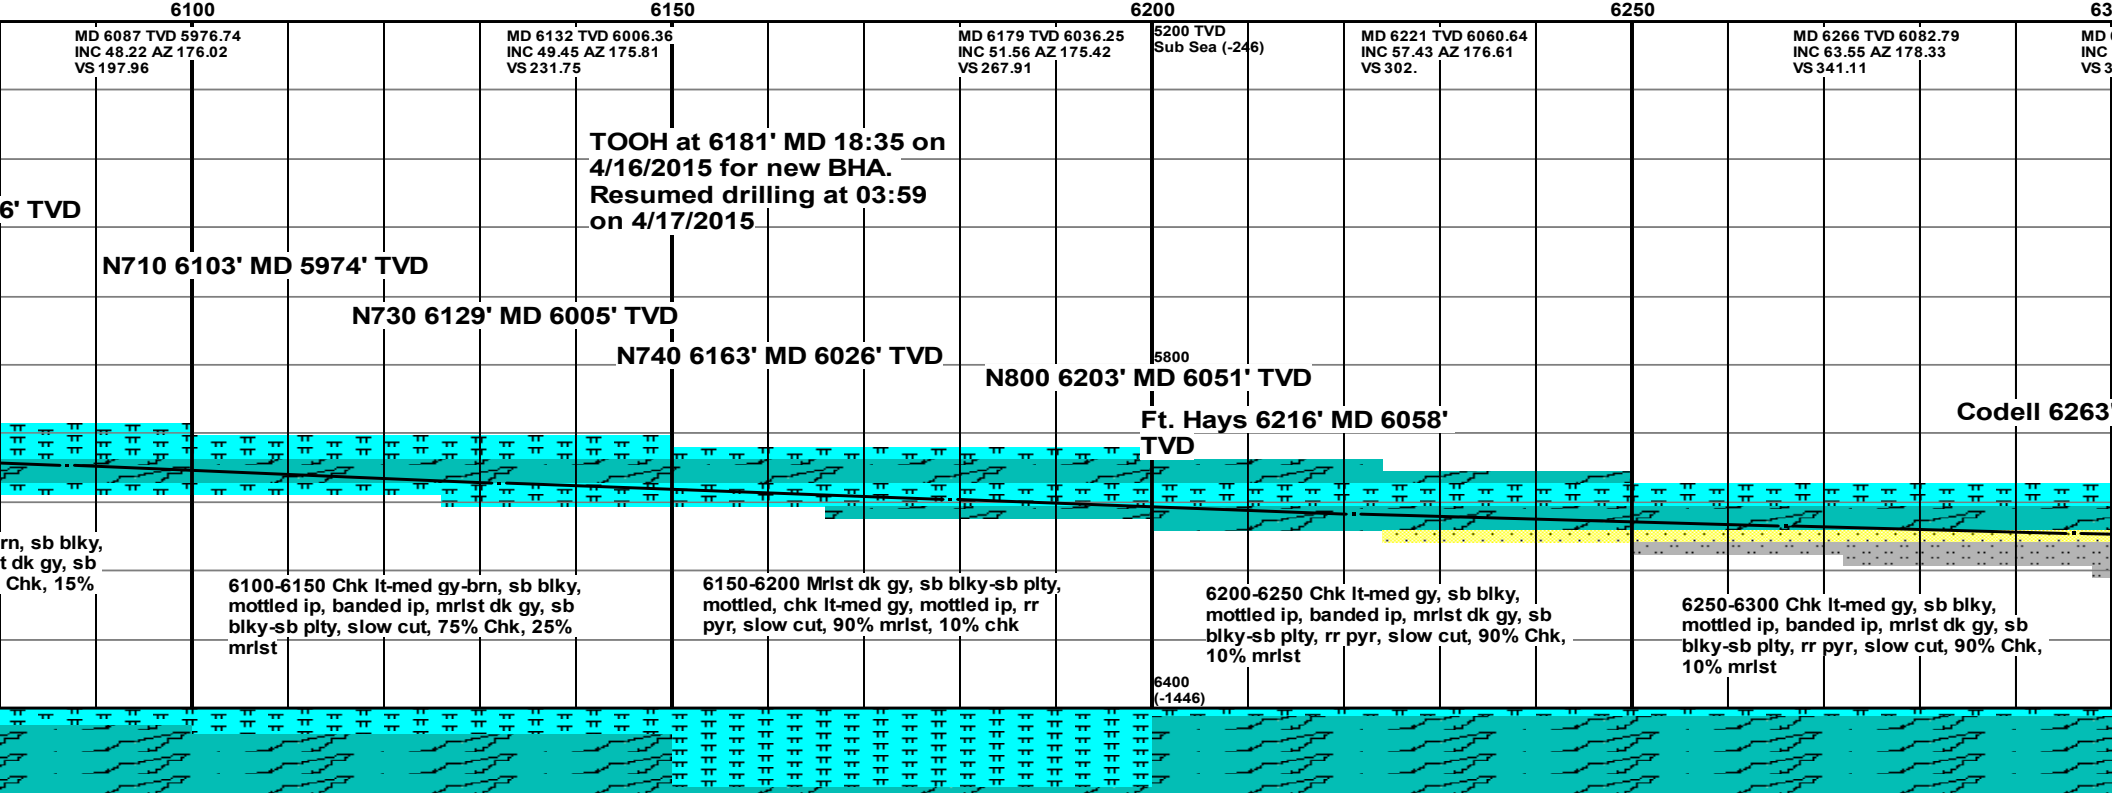 6100
6150
6200
6250
63
MD 6087 TVD 5976.74
INC 48.22 AZ 176.02
VS 197.96
MD 6132 TVD 6006.36
INC 49.45 AZ 175.81
VS 231.75
MD 6179 TVD 6036.25
INC 51.56 AZ 175.42
VS 267.91
5200 TVD
Sub Sea (-246)
MD 6221 TVD 6060.64
INC 57.43 AZ 176.61
VS 302.
MD 6266 TVD 6082.79
INC 63.55 AZ 178.33
VS 341.11
MD
INC
VS 3
TOOH at 6181' MD 18:35 on
4/16/2015 for new BHA.
Resumed drilling at 03:59
on 4/17/2015
6' TVD
N710 6103' MD 5974' TVD
N730 6129' MD 6005' TVD
N740 6163' MD 6026' TVD
5800
N800 6203' MD 6051' TVD
Ft. Hays 6216' MD 6058'
TVD
Codell 6263'
rn, sb blky,
t dk gy, sb
Chk, 15%
6100-6150 Chk lt-med gy-brn, sb blky,
mottled ip, banded ip, mrlst dk gy, sb
blky-sb plty, slow cut, 75% Chk, 25%
mrlst
6150-6200 Mrlst dk gy, sb blky-sb plty,
mottled, chk lt-med gy, mottled ip, rr
pyr, slow cut, 90% mrlst, 10% chk
6200-6250 Chk lt-med gy, sb blky,
mottled ip, banded ip, mrlst dk gy, sb
blky-sb plty, rr pyr, slow cut, 90% Chk,
10% mrlst
6250-6300 Chk lt-med gy, sb blky,
mottled ip, banded ip, mrlst dk gy, sb
blky-sb plty, rr pyr, slow cut, 90% Chk,
10% mrlst
6400
(-1446)